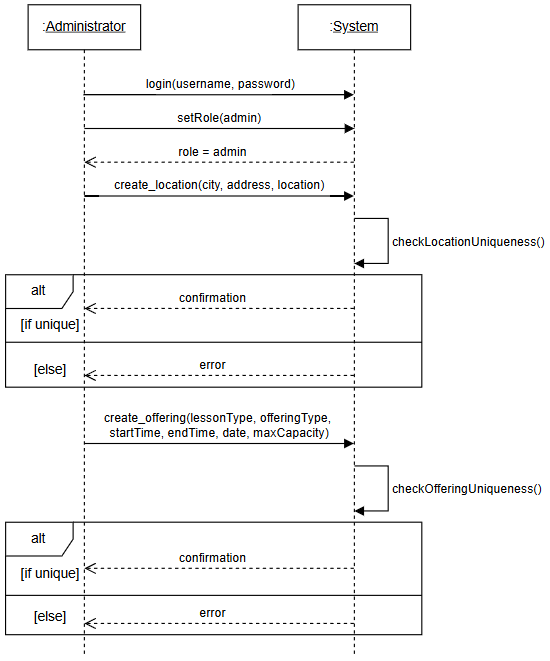 :Administrator
:System
login(username, password)
setRole(admin)
role = admin
create_location(city, address, location)
checkLocationUniqueness()
alt
confirmation
[if unique]
error
[else]
create_offering(lessonType, offeringType,
startTime, endTime, date, maxCapacity)
checkOfferingUniqueness()
alt
confirmation
[if unique]
error
[else]